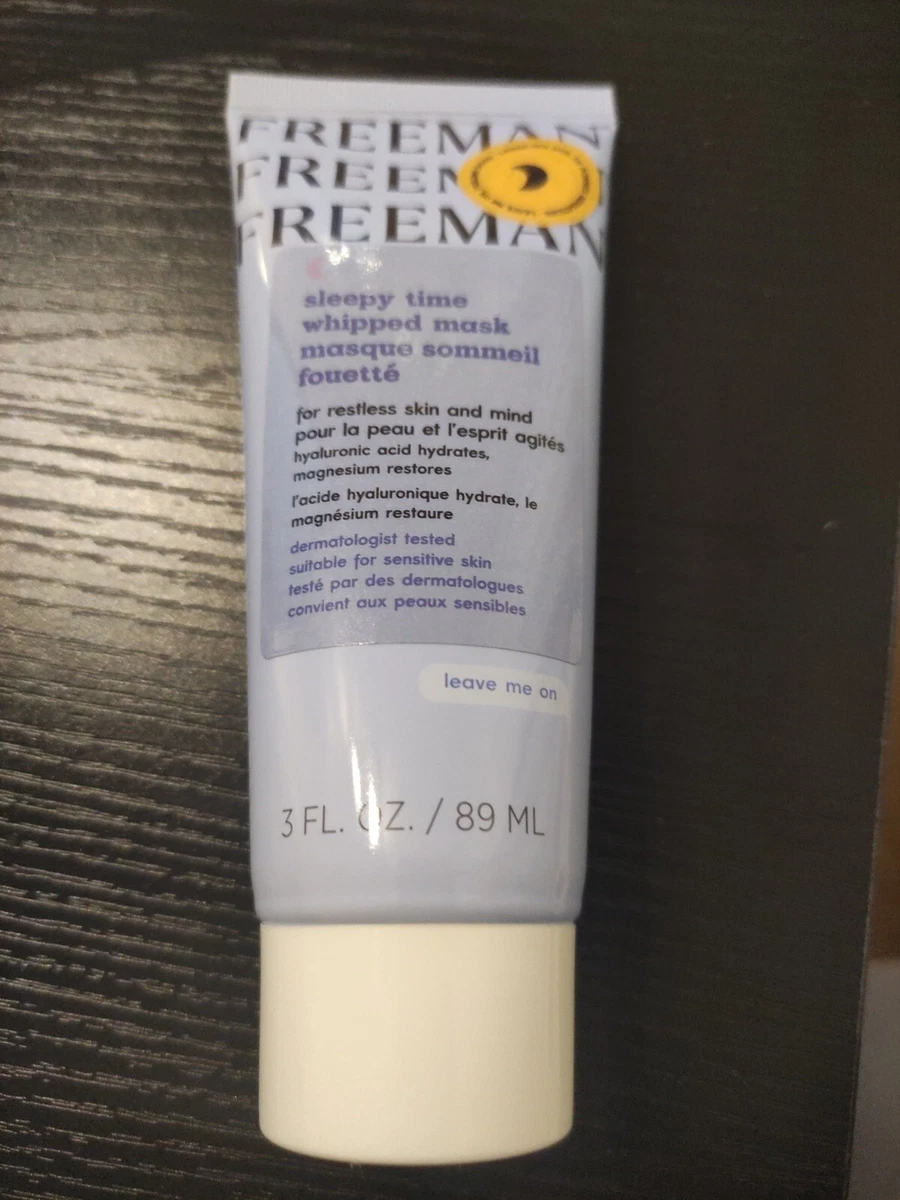 FREEMAN
FREEM
FREEMAN
sleepy time
whipped mask
masque sommeil
fouetté
for restless skin and mind
pour la peau et l'esprit agités
hyaluronic acid hydrates,
magnesium restores
l'acide hyaluronique hydrate, le
magnésium restaure
dermatologist tested
suitable for sensitive skin
testé par des dermatologues
convient aux peaux sensibles
leave me on
3 FL. OZ. / 89 ML